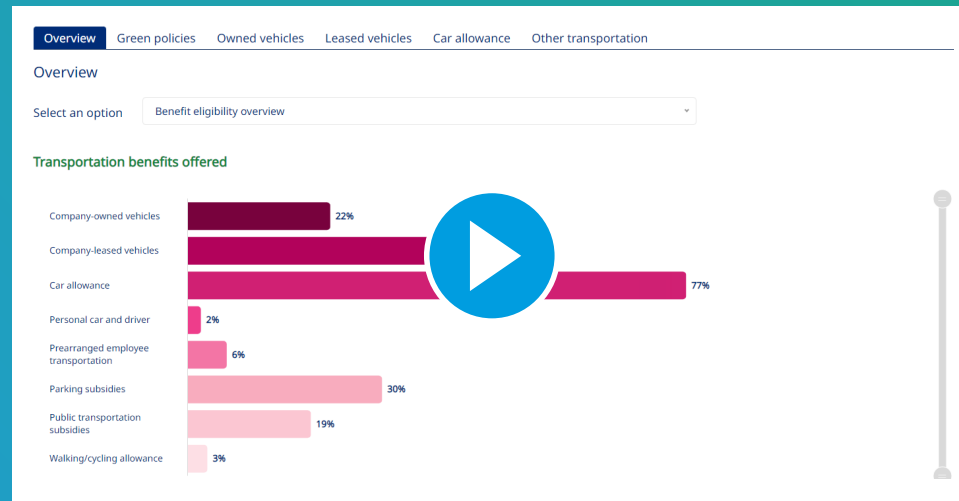 Overview Green policies Owned vehicles Leased vehicles Car allowance Other transportation
Overview
Select an option Benefit eligibility overview
Transportation benefits offered
Company-owned vehicles 22%
Company-leased vehicles
Car allowance 77%
Personal car and driver 2%
Prearranged employee
transportation 6%
Parking subsidies 30%
Public transportation
subsidies 19%
Walking/cycling allowance 3%